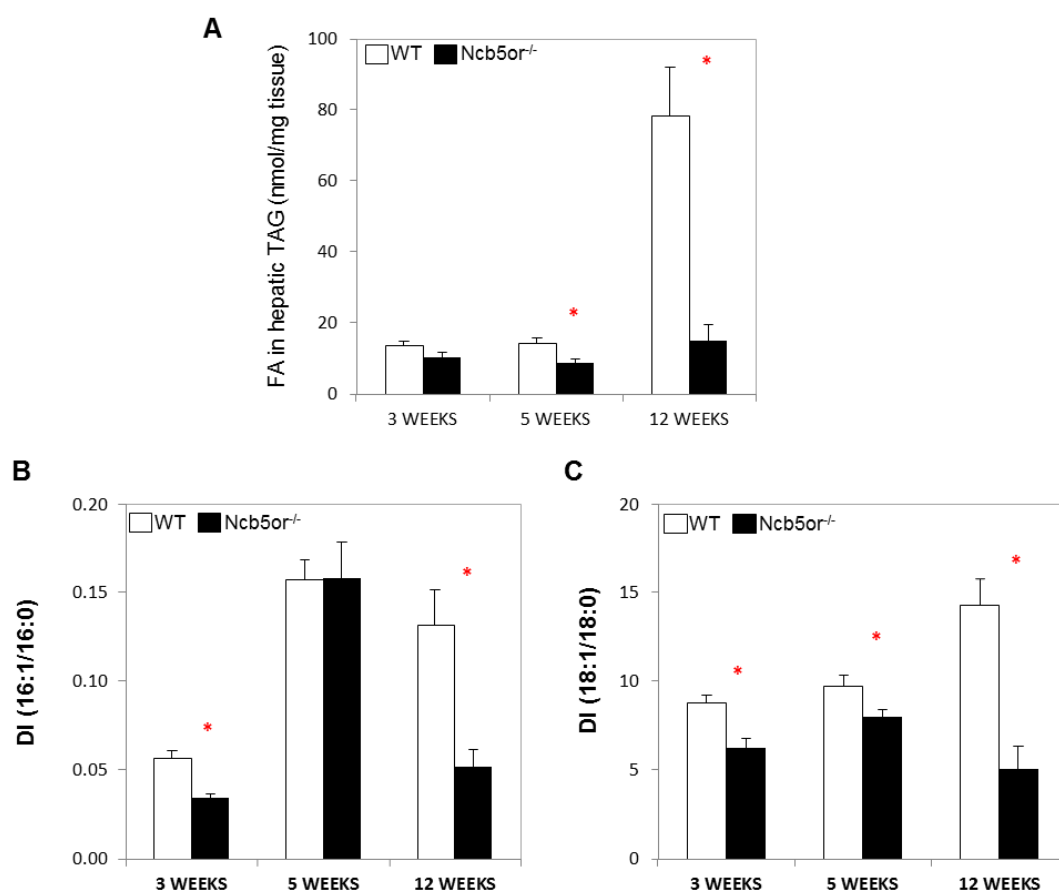 A
FA in hepatic TAG (nmol/mg tissue)
100
80
60
40
20
0
WT Ncb5or-/-
*
*
3 WEEKS 5 WEEKS 12 WEEKS
B
DI (16:1/16:0)
0.20
0.15
0.10
0.05
0.00
WT Ncb5or-/-
*
*
3 WEEKS 5 WEEKS 12 WEEKS
C
DI (18:1/18:0)
20
15
10
5
0
WT Ncb5or-/-
*
*
*
3 WEEKS 5 WEEKS 12 WEEKS